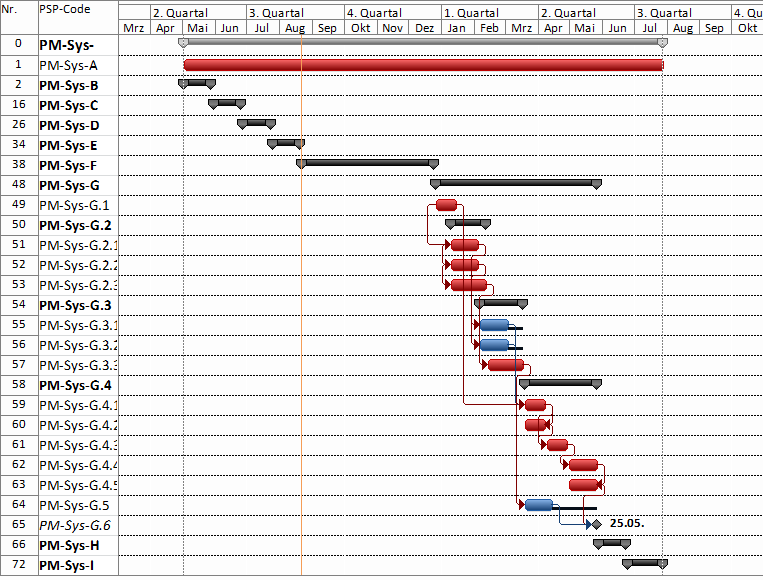 Nr. PSP-Code 2. Quartal 3. Quartal 4. Quartal 1. Quartal 2. Quartal 3. Quartal 4. Qu
Mrz Apr Mai Jun Jul Aug Sep Okt Nov Dez Jan Feb Mrz Apr Mai Jun Jul Aug Sep Okt
0 PM-Sys-
1 PM-Sys-A
2 PM-Sys-B
16 PM-Sys-C
26 PM-Sys-D
34 PM-Sys-E
38 PM-Sys-F
48 PM-Sys-G
49 PM-Sys-G.1
50 PM-Sys-G.2
51 PM-Sys-G.2.1
52 PM-Sys-G.2.2
53 PM-Sys-G.2.3
54 PM-Sys-G.3
55 PM-Sys-G.3.1
56 PM-Sys-G.3.2
57 PM-Sys-G.3.3
58 PM-Sys-G.4
59 PM-Sys-G.4.1
60 PM-Sys-G.4.2
61 PM-Sys-G.4.3
62 PM-Sys-G.4.4
63 PM-Sys-G.4.5
64 PM-Sys-G.5
65 PM-Sys-G.6 25.05.
66 PM-Sys-H
72 PM-Sys-I